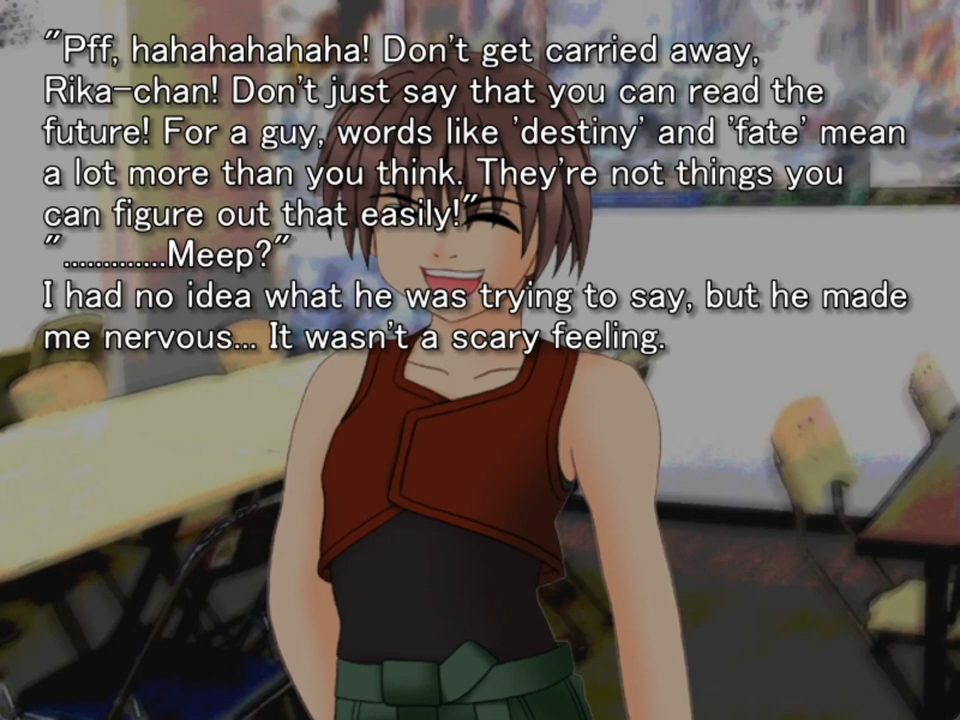 "Pff, hahahahahaha! Don't get carried away,
Rika-chan! Don't just say that you can read the
future! For a guy, words like 'destiny' and 'fate' mean
a lot more than you think. They're not things you
can figure out that easily!"
".............Meep?"
I had no idea what he was trying to say, but he made
me nervous... It wasn't a scary feeling.